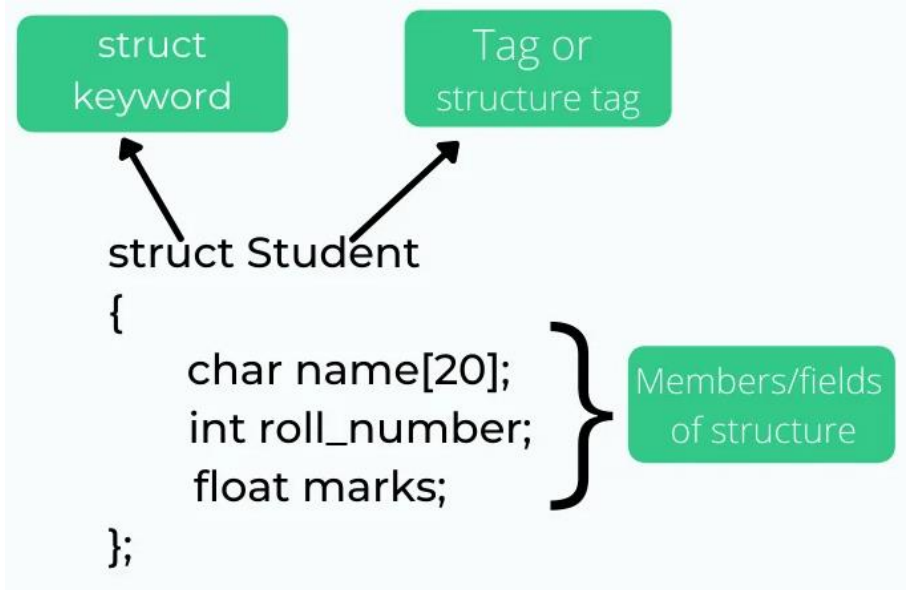 struct
keyword
Tag or
structure tag
struct Student
{
char name[20];
int roll_number;
float marks;
};
Members/fields
of structure